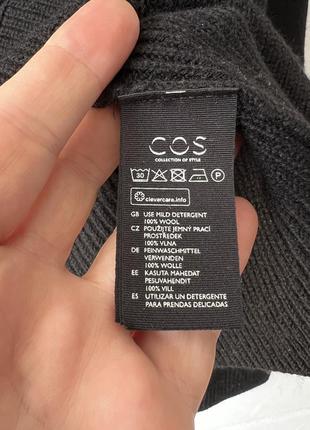 COS
COLLECTION OF STYLE
30 P
clevercare.info
GB USE MILD DETERGENT
100% WOOL
CZ POUŽIJTE JEMNÝ PRACÍ
PROSTŘEDEK
100% VLNA
DE FEINWASCHMITTEL
VERWENDEN
100% WOLLE
EE KASUTA MAHEDAT
PESUVAHENDIT
100% VILL
ES UTILIZAR UN DETERGENTE
PARA PRENDAS DELICADAS